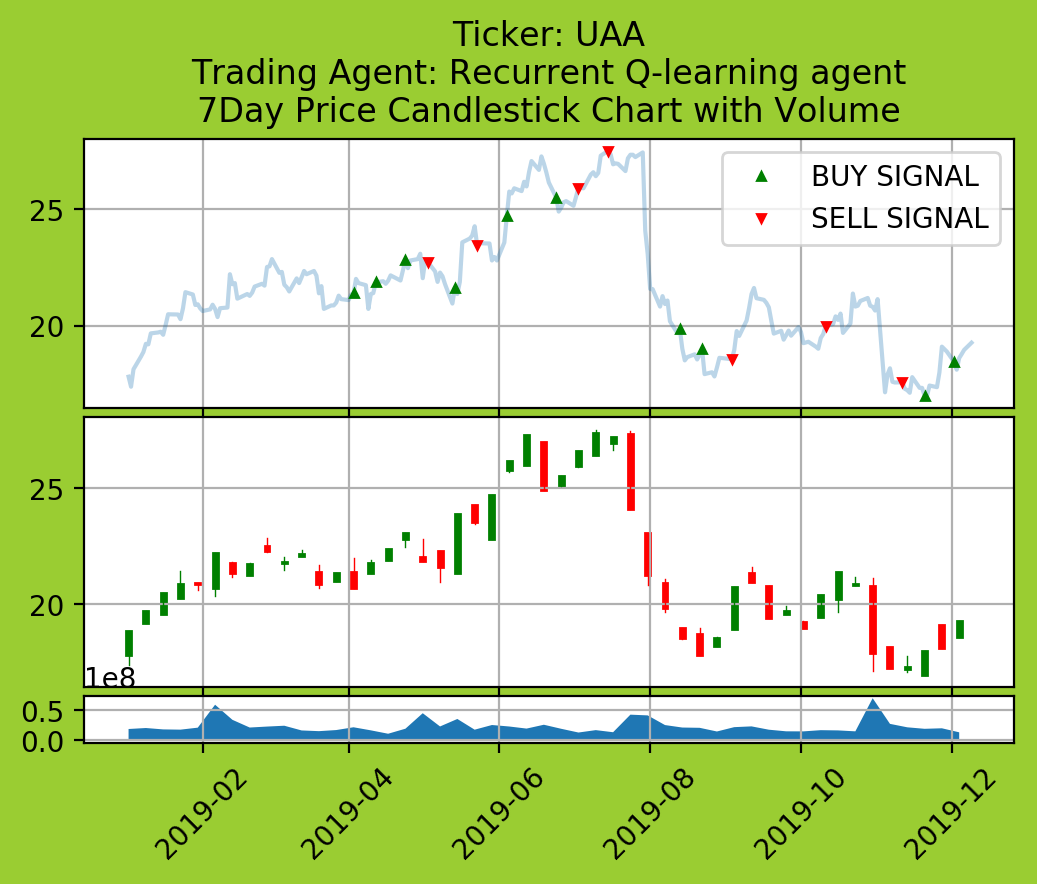 Ticker: UAA
Trading Agent: Recurrent Q-learning agent
7Day Price Candlestick Chart with Volume
BUY SIGNAL
SELL SIGNAL
25
20
25
20
1e8
0.5
0.0
2019-02
2019-04
2019-06
2019-08
2019-10
2019-12